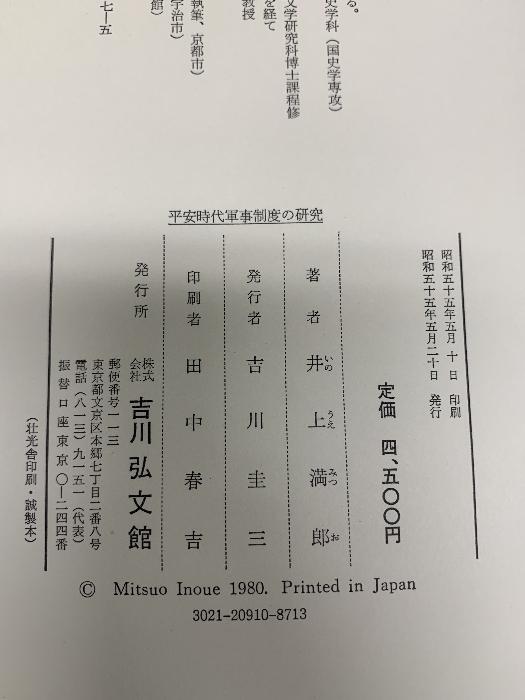 る。
史学科（国史学専攻）
文学研究科博士課程修
を経て
教授
執筆、京都市）
宇治市）
館）
七―五
平安時代軍事制度の研究
昭和五十五年五月十日 印刷
昭和五十五年五月二十日 発行
定価 四、五〇〇円
著者 井上満郎
いの うえ みつ お
発行者 吉川圭三
印刷者 田中春吉
発行所 株式会社 吉川弘文館
郵便番号一一三
東京都文京区本郷七丁目二番八号
電話（八一三）九一五一（代表）
振替口座東京〇―二四四番
（壮光舎印刷・誠製本）
© Mitsuo Inoue 1980. Printed in Japan
3021-20910-8713